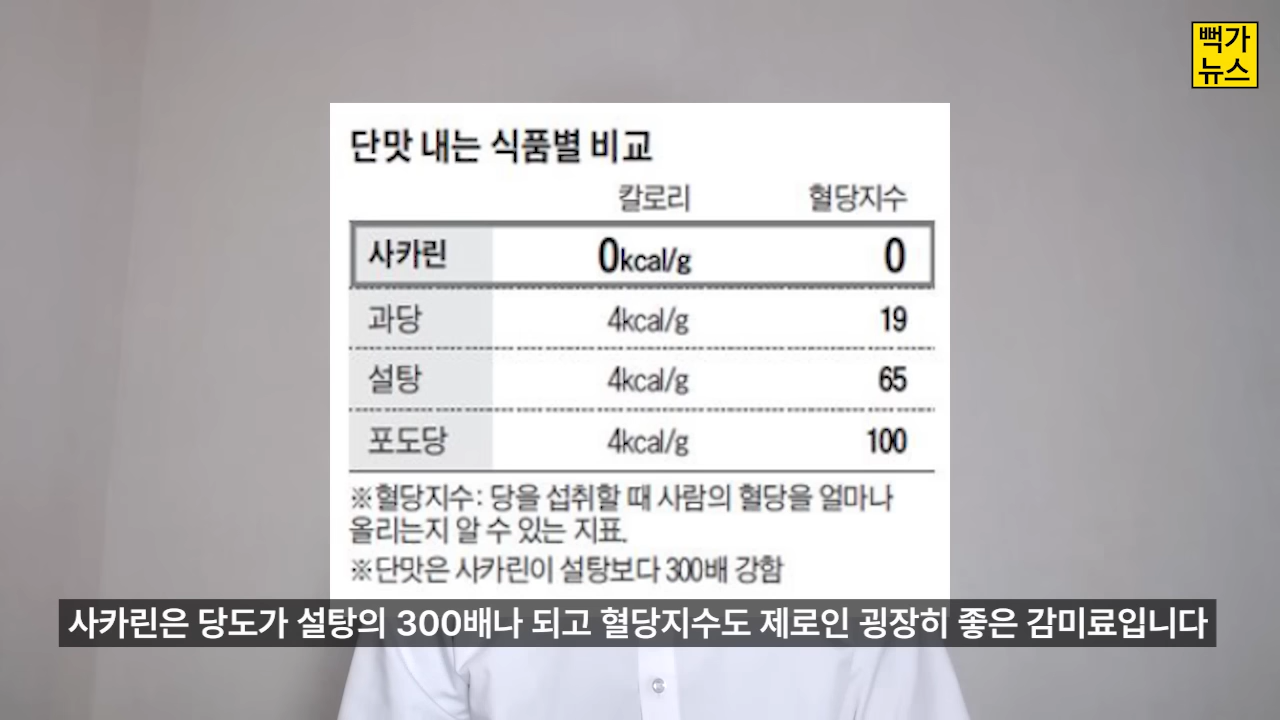 뻑가
뉴스
단맛 내는 식품별 비교
칼로리 혈당지수
사카린 0kcal/g 0
과당 4kcal/g 19
설탕 4kcal/g 65
포도당 4kcal/g 100
※혈당지수: 당을 섭취할 때 사람의 혈당을 얼마나
올리는지 알 수 있는 지표.
※단맛은 사카린이 설탕보다 300배 강함
사카린은 당도가 설탕의 300배나 되고 혈당지수도 제로인 굉장히 좋은 감미료입니다